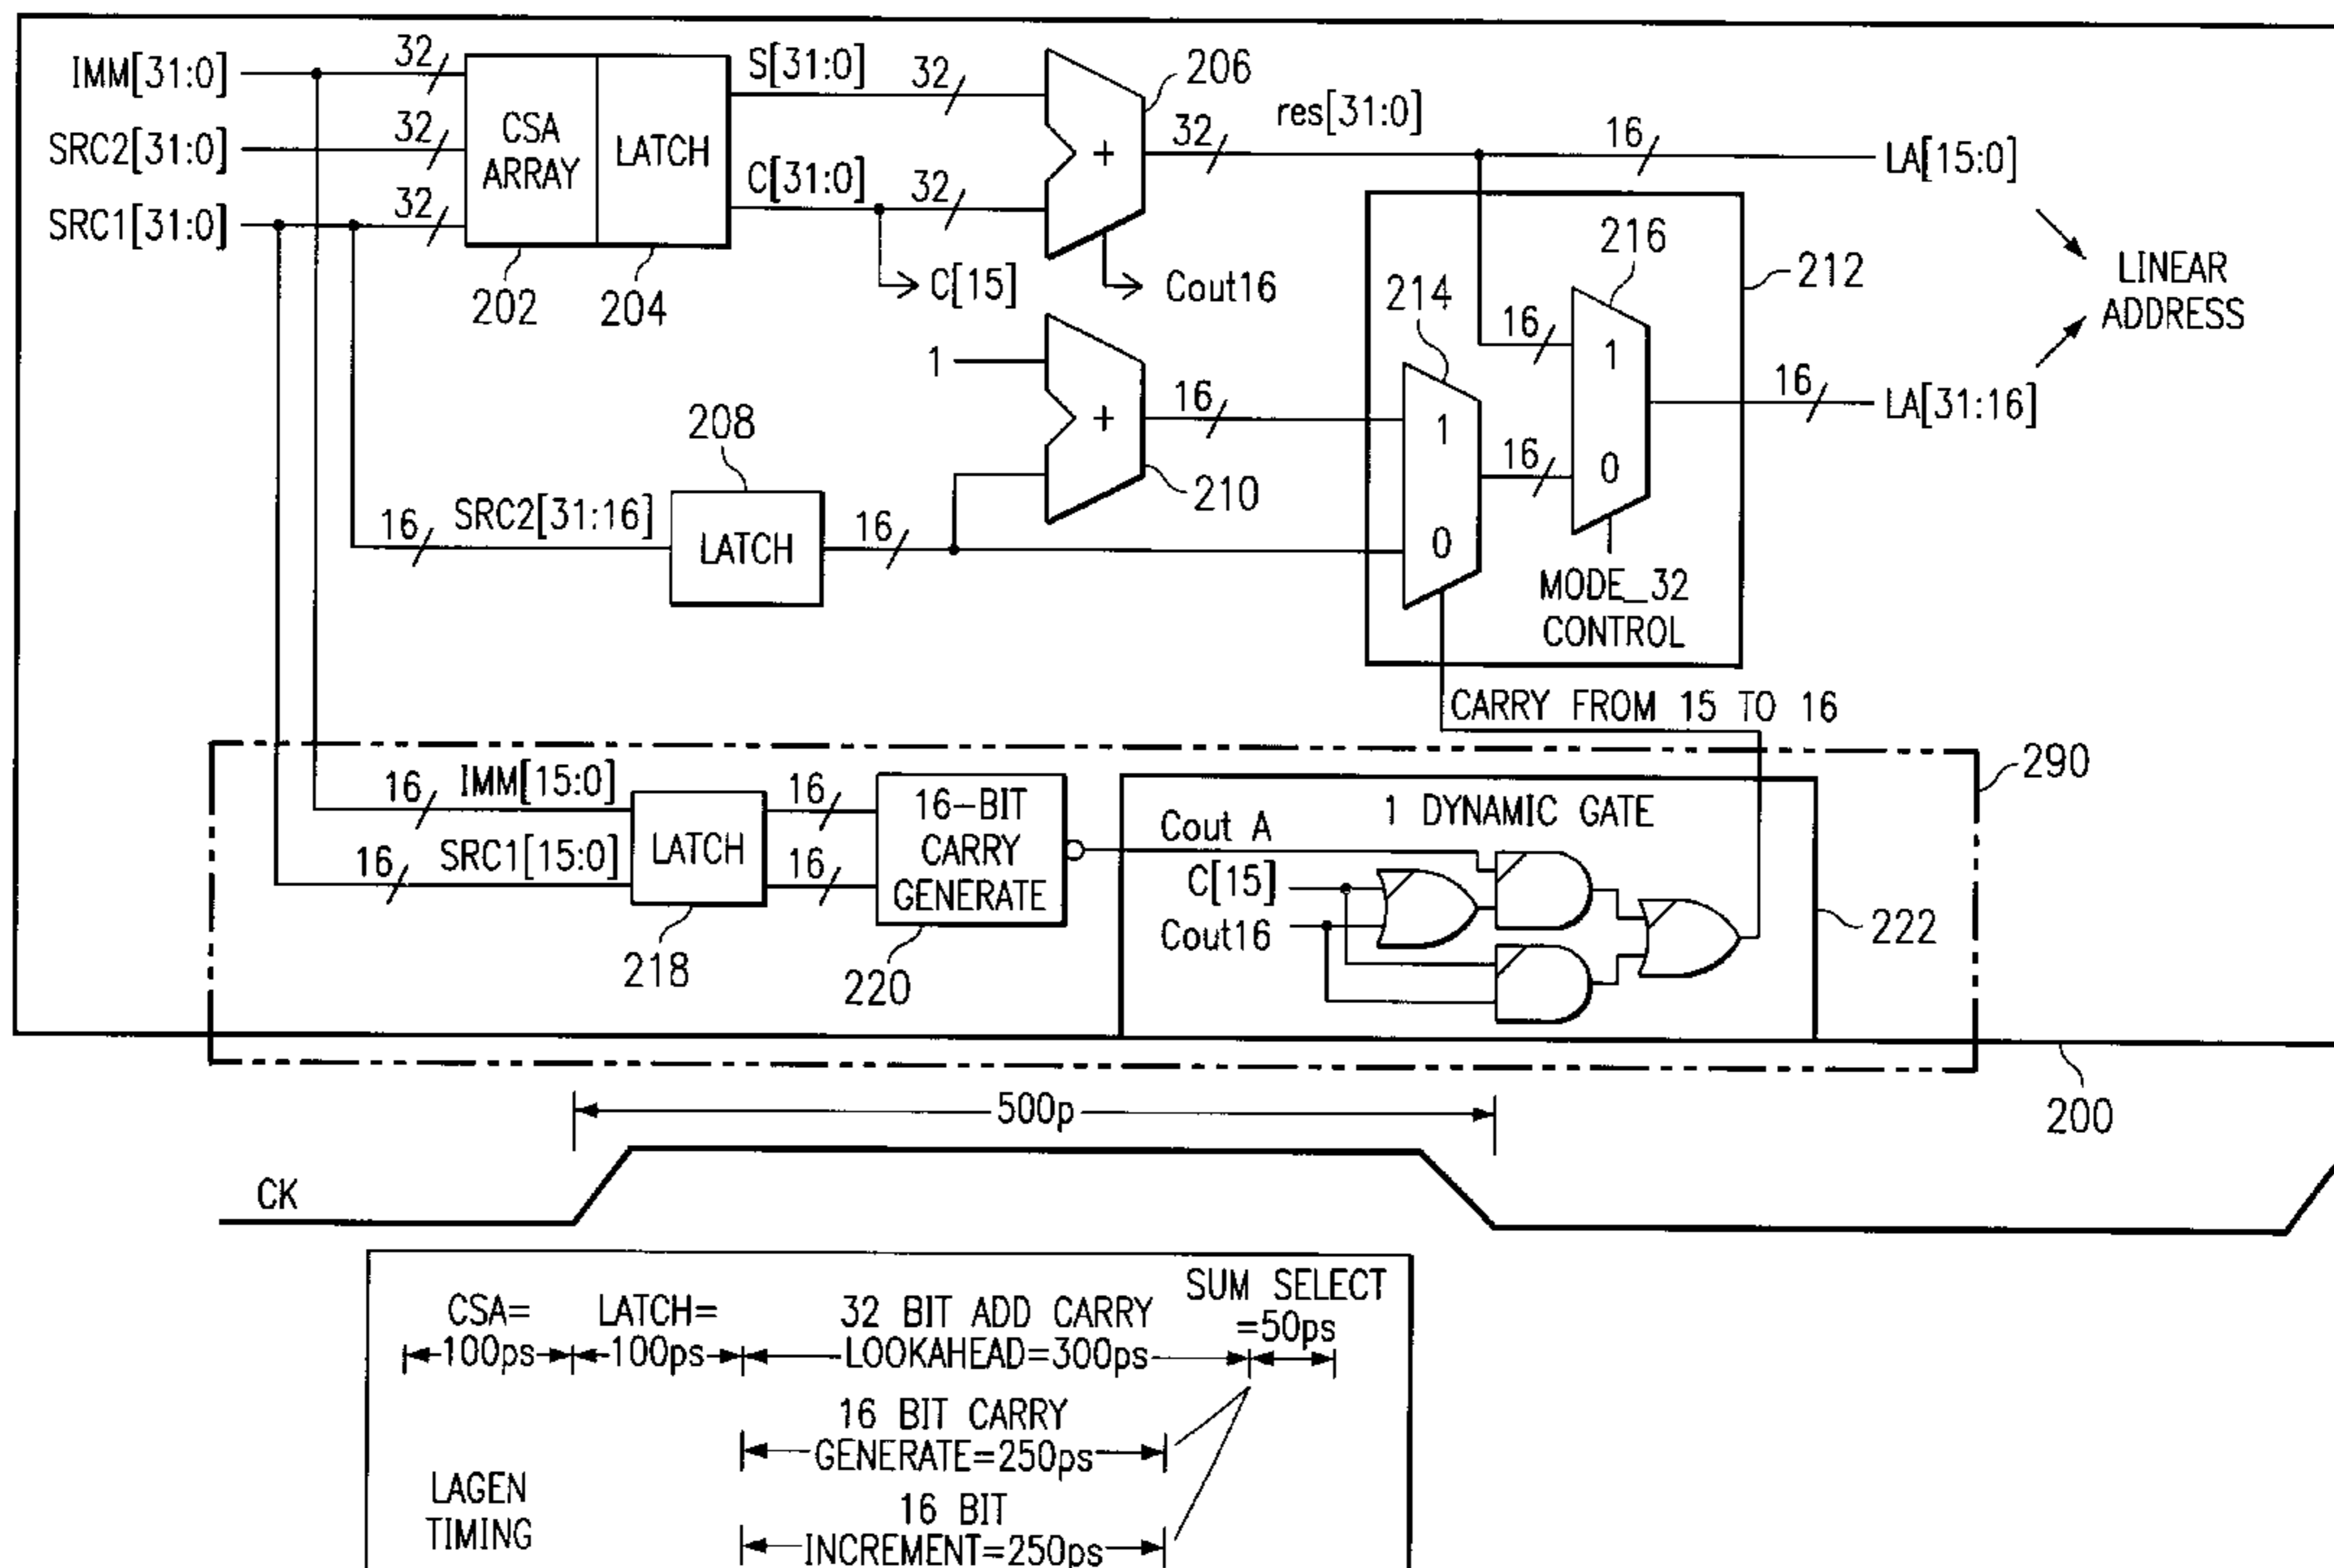 IMM[31:0]
SRC2[31:0]
SRC1[31:0]
32
32
32
CSA
ARRAY
LATCH
202
204
S[31:0]
32
C[31:0]
32
C[15]
+
206
Cout16
32
res[31:0]
16
LA[15:0]
LINEAR
ADDRESS
16
LA[31:16]
212
216
214
16
1
0
16
MODE_32
CONTROL
1
0
1
+
16
210
208
16
SRC2[31:16]
LATCH
16
CARRY FROM 15 TO 16
290
16
IMM[15:0]
16
SRC1[15:0]
LATCH
218
16
16
16-BIT
CARRY
GENERATE
220
1 DYNAMIC GATE
Cout A
C[15]
Cout16
222
200
500p
CK
CSA=
100ps
LATCH=
100ps
32 BIT ADD CARRY
LOOKAHEAD=300ps
SUM SELECT
=50ps
16 BIT CARRY
GENERATE=250ps
LAGEN
TIMING
16 BIT
INCREMENT=250ps